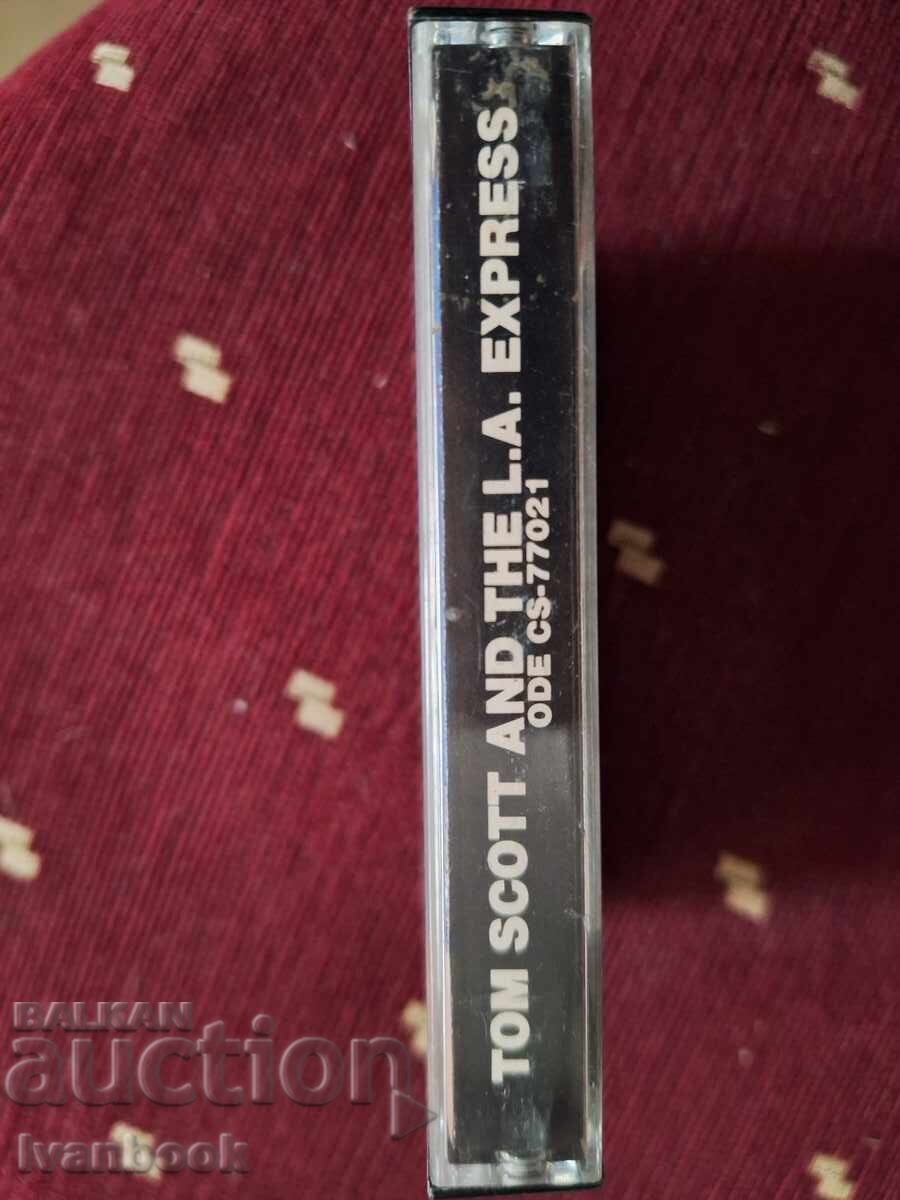 TOM SCOTT AND THE L.A. EXPRESS
ODE CS-77021
BALKAN
auction
Ivanbook